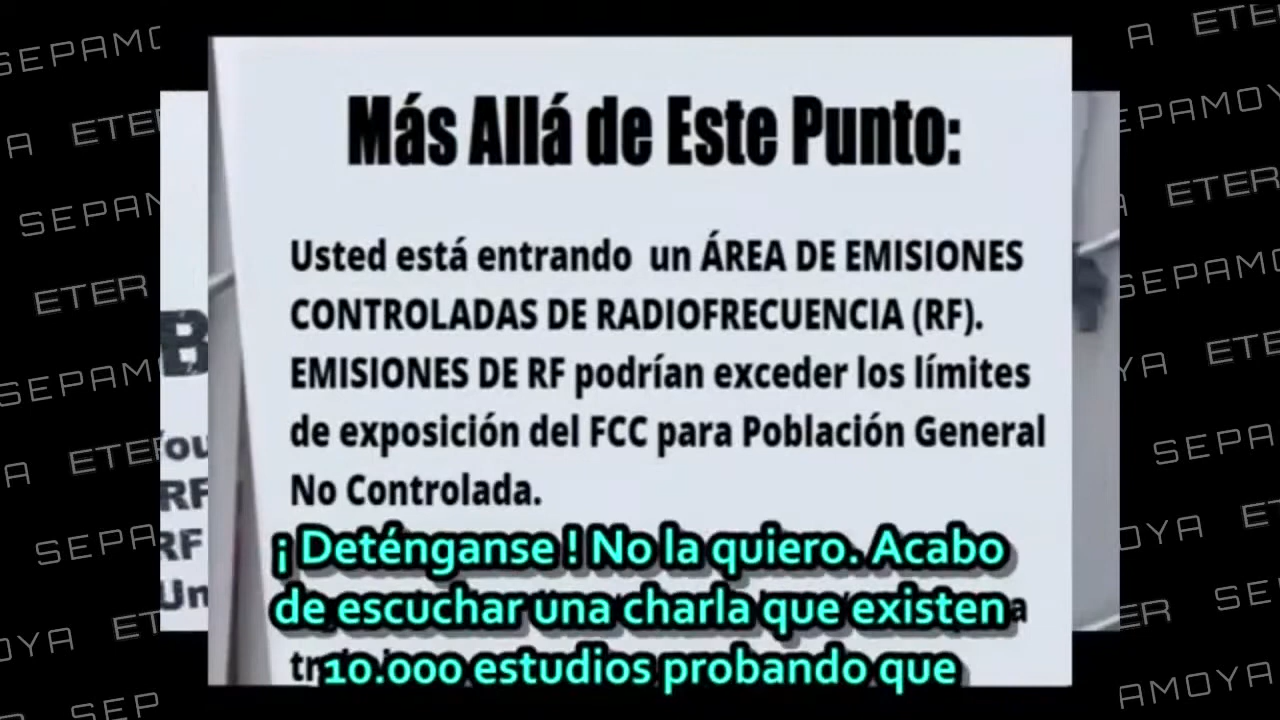 Más Allá de Este Punto:
Usted está entrando un ÁREA DE EMISIONES
CONTROLADAS DE RADIOFRECUENCIA (RF).
EMISIONES DE RF podrían exceder los límites
de exposición del FCC para Población General
No Controlada.
¡ Deténganse ! No la quiero. Acabo
de escuchar una charla que existen
10.000 estudios probando que